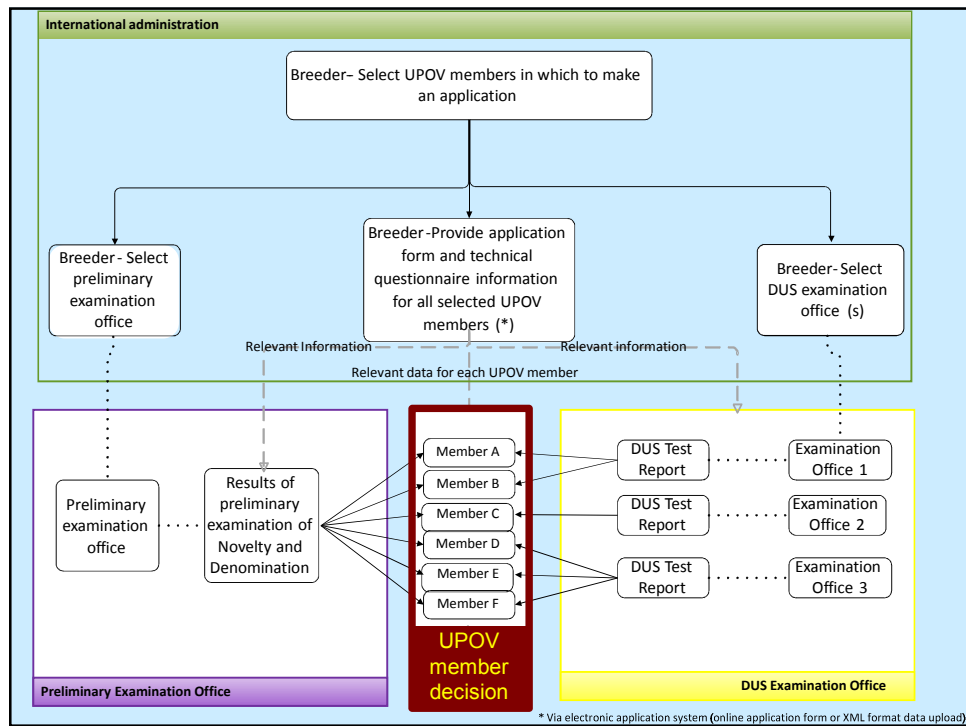 International administration
Breeder– Select UPOV members in which to make
an application
Breeder - Select
preliminary
examination
office
Breeder-Provide application
form and technical
questionnaire information
for all selected UPOV
members (*)
Breeder- Select
DUS examination
office (s)
Relevant Information
Relevant information
Relevant data for each UPOV member
Preliminary
examination
office
Results of
preliminary
examination of
Novelty and
Denomination
Member A
Member B
Member C
Member D
Member E
Member F
UPOV
member
decision
DUS Test
Report
Examination
Office 1
DUS Test
Report
Examination
Office 2
DUS Test
Report
Examination
Office 3
Preliminary Examination Office
DUS Examination Office
* Via electronic application system (online application form or XML format data upload)